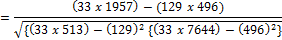 = (33 x 1957) − (129 x 496)
√{(33 x 513) − (129)² {(33 x 7644) − (496)²}